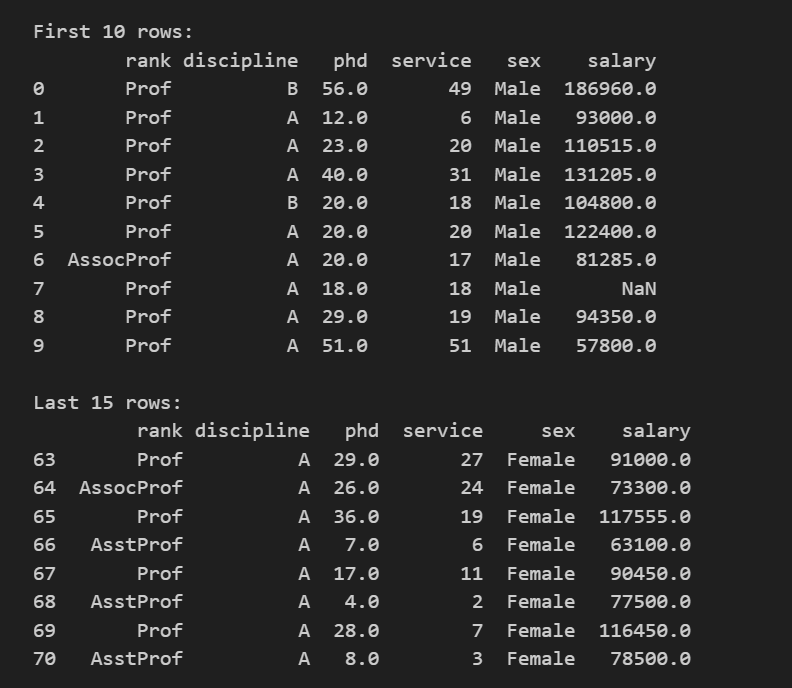 First 10 rows:
        rank discipline   phd  service   sex    salary
0       Prof          B  56.0       49  Male  186960.0
1       Prof          A  12.0        6  Male   93000.0
2       Prof          A  23.0       20  Male  110515.0
3       Prof          A  40.0       31  Male  131205.0
4       Prof          B  20.0       18  Male  104800.0
5       Prof          A  20.0       20  Male  122400.0
6  AssocProf          A  20.0       17  Male   81285.0
7       Prof          A  18.0       18  Male       NaN
8       Prof          A  29.0       19  Male   94350.0
9       Prof          A  51.0       51  Male   57800.0

Last 15 rows:
         rank discipline   phd  service     sex    salary
63       Prof          A  29.0       27  Female   91000.0
64  AssocProf          A  26.0       24  Female   73300.0
65       Prof          A  36.0       19  Female  117555.0
66   AsstProf          A   7.0        6  Female   63100.0
67       Prof          A  17.0       11  Female   90450.0
68   AsstProf          A   4.0        2  Female   77500.0
69       Prof          A  28.0        7  Female  116450.0
70   AsstProf          A   8.0        3  Female   78500.0